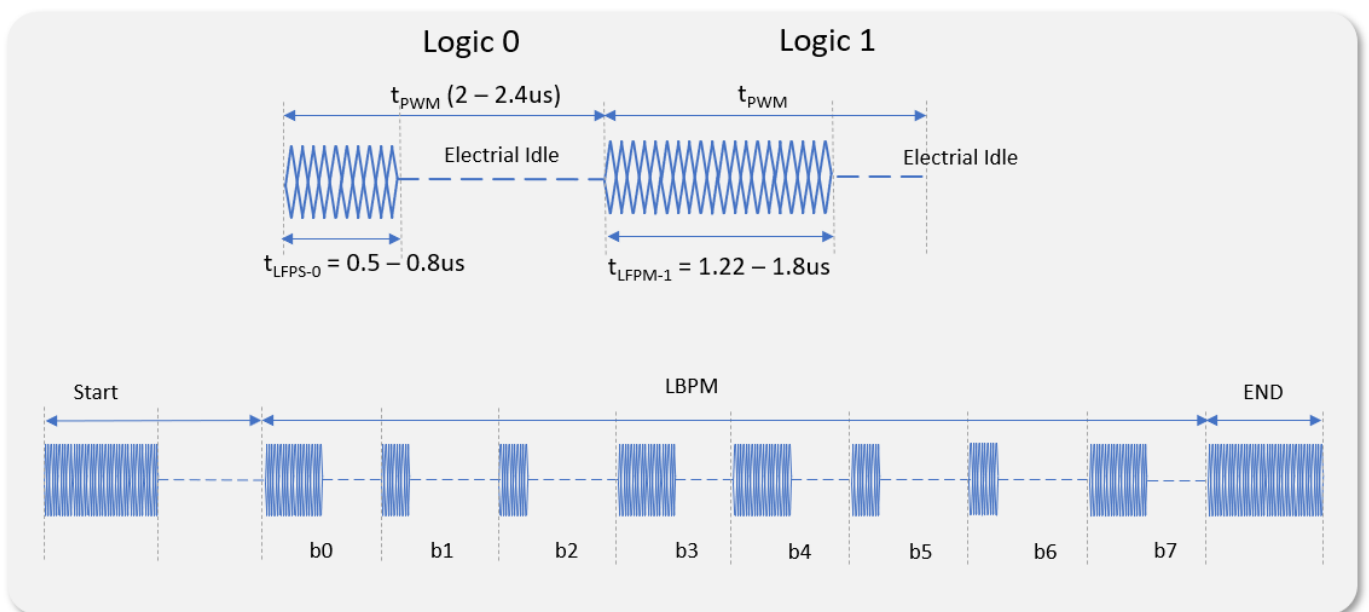 Logic 0
Logic 1
tPWM (2 – 2.4us)
tPWM
Electrial Idle
Electrial Idle
tLFPS-0 = 0.5 – 0.8us
tLFPM-1 = 1.22 – 1.8us
Start
LBPM
END
b0
b1
b2
b3
b4
b5
b6
b7